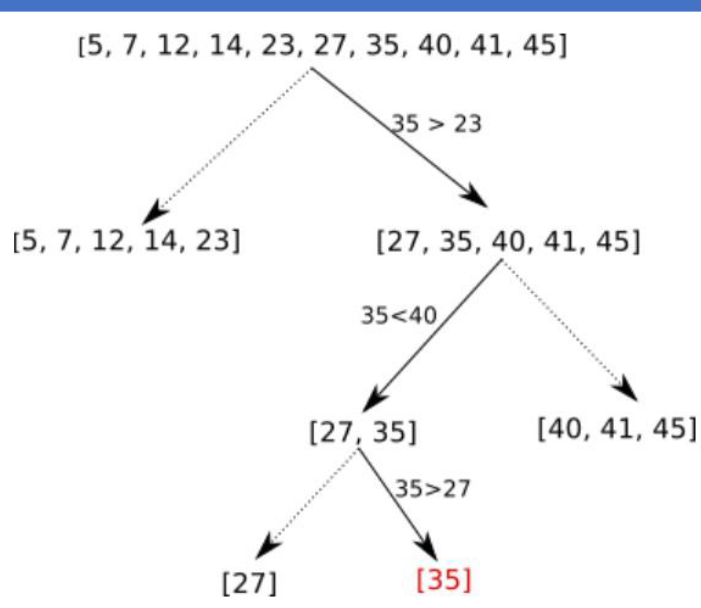 [5, 7, 12, 14, 23, 27, 35, 40, 41, 45]
35 > 23
[5, 7, 12, 14, 23]
[27, 35, 40, 41, 45]
35<40
[27, 35]
[40, 41, 45]
35>27
[27]
[35]